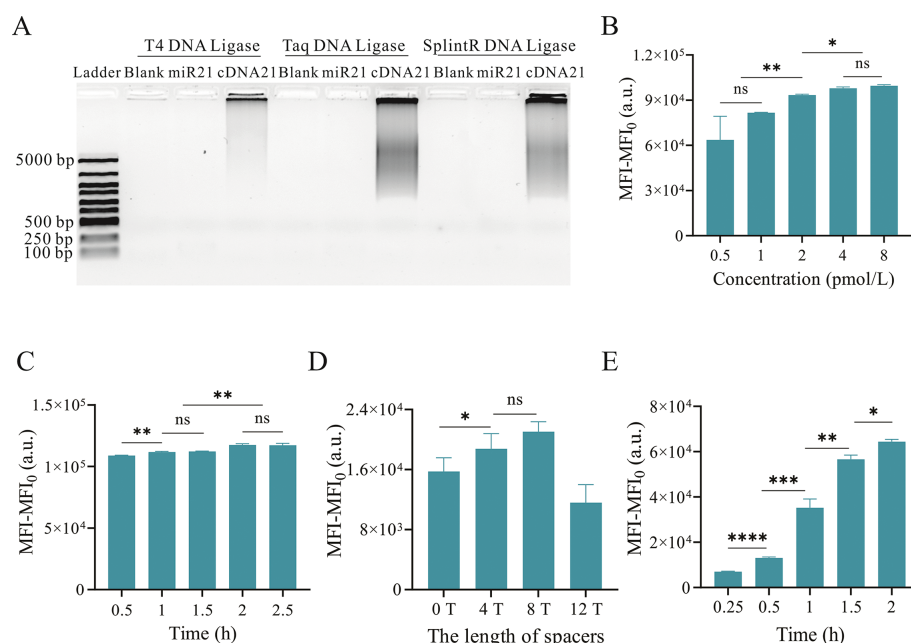 A
T4 DNA Ligase Taq DNA Ligase SplintR DNA Ligase
Ladder Blank miR21 cDNA21 Blank miR21 cDNA21 Blank miR21 cDNA21
5000 bp
500 bp
250 bp
100 bp
B
MFI-MFI₀ (a.u.)
1.2×10⁵
9×10⁴
6×10⁴
3×10⁴
0
ns ** * ns
0.5 1 2 4 8
Concentration (pmol/L)
C
MFI-MFI₀ (a.u.)
1.5×10⁵
1×10⁵
5×10⁴
0
** ns ** ns
0.5 1 1.5 2 2.5
Time (h)
D
MFI-MFI₀ (a.u.)
2.4×10⁴
1.6×10⁴
8×10³
0
* ns
0 T 4 T 8 T 12 T
The length of spacers
E
MFI-MFI₀ (a.u.)
8×10⁴
6×10⁴
4×10⁴
2×10⁴
0
**** *** ** *
0.25 0.5 1 1.5 2
Time (h)